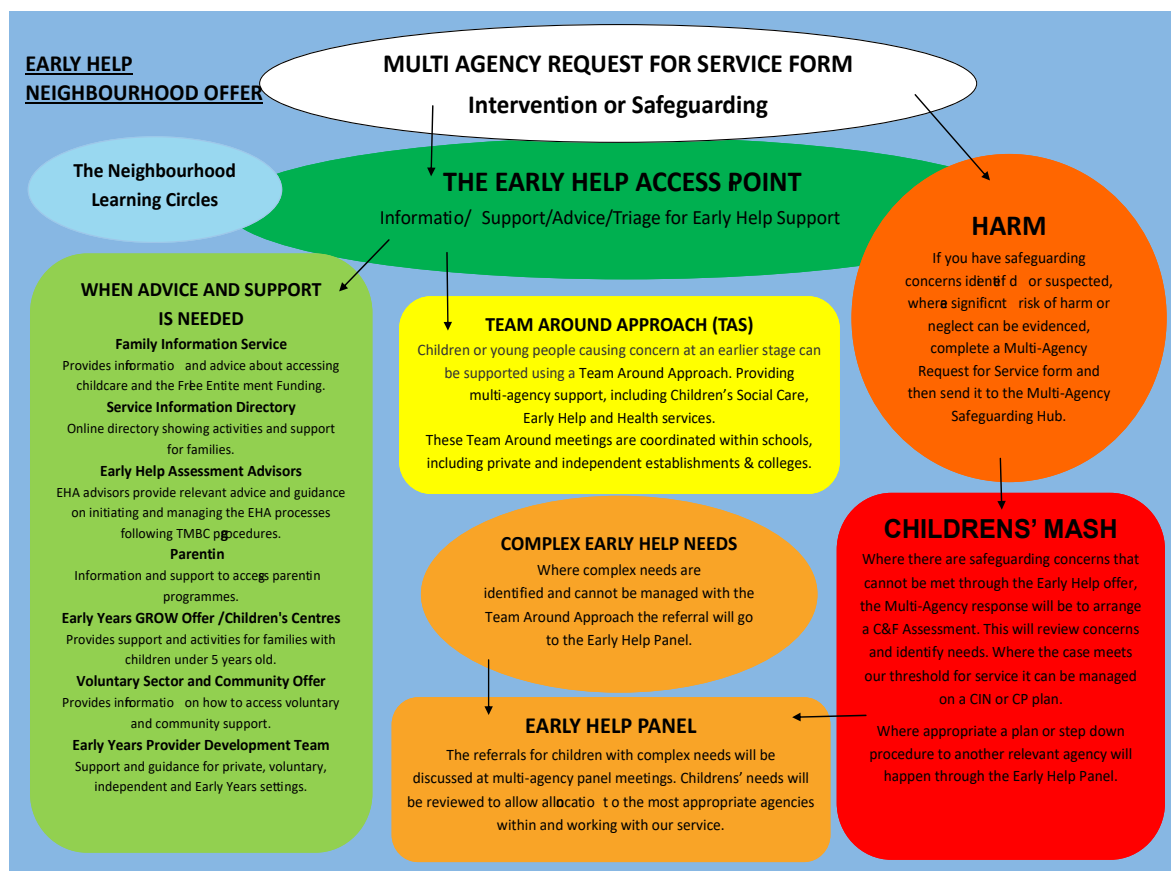 EARLY HELP
NEIGHBOURHOOD OFFER
MULTI AGENCY REQUEST FOR SERVICE FORM
Intervention or Safeguarding
The Neighbourhood
Learning Circles
THE EARLY HELP ACCESS POINT
Informatio/ Support/Advice/Triage for Early Help Support
HARM
If you have safeguarding
concerns identif d or suspected,
where significnt risk of harm or
neglect can be evidenced,
complete a Multi-Agency
Request for Service form and
then send it to the Multi-Agency
Safeguarding Hub.
WHEN ADVICE AND SUPPORT
IS NEEDED
Family Information Service
Provides informatio and advice about accessing
childcare and the Free Entite ment Funding.
Service Information Directory
Online directory showing activities and support
for families.
Early Help Assessment Advisors
EHA advisors provide relevant advice and guidance
on initiating and managing the EHA processes
following TMBC procedures.
Parentin
Information and support to access parentin
programmes.
Early Years GROW Offer /Children's Centres
Provides support and activities for families with
children under 5 years old.
Voluntary Sector and Community Offer
Provides informatio on how to access voluntary
and community support.
Early Years Provider Development Team
Support and guidance for private, voluntary,
independent and Early Years settings.
TEAM AROUND APPROACH (TAS)
Children or young people causing concern at an earlier stage can
be supported using a Team Around Approach. Providing
multi-agency support, including Children's Social Care,
Early Help and Health services.
These Team Around meetings are coordinated within schools,
including private and independent establishments & colleges.
COMPLEX EARLY HELP NEEDS
Where complex needs are
identified and cannot be managed with the
Team Around Approach the referral will go
to the Early Help Panel.
EARLY HELP PANEL
The referrals for children with complex needs will be
discussed at multi-agency panel meetings. Childrens' needs will
be reviewed to allow allocatio t o the most appropriate agencies
within and working with our service.
CHILDRENS' MASH
Where there are safeguarding concerns that
cannot be met through the Early Help offer,
the Multi-Agency response will be to arrange
a C&F Assessment. This will review concerns
and identify needs. Where the case meets
our threshold for service it can be managed
on a CIN or CP plan.
Where appropriate a plan or step down
procedure to another relevant agency will
happen through the Early Help Panel.